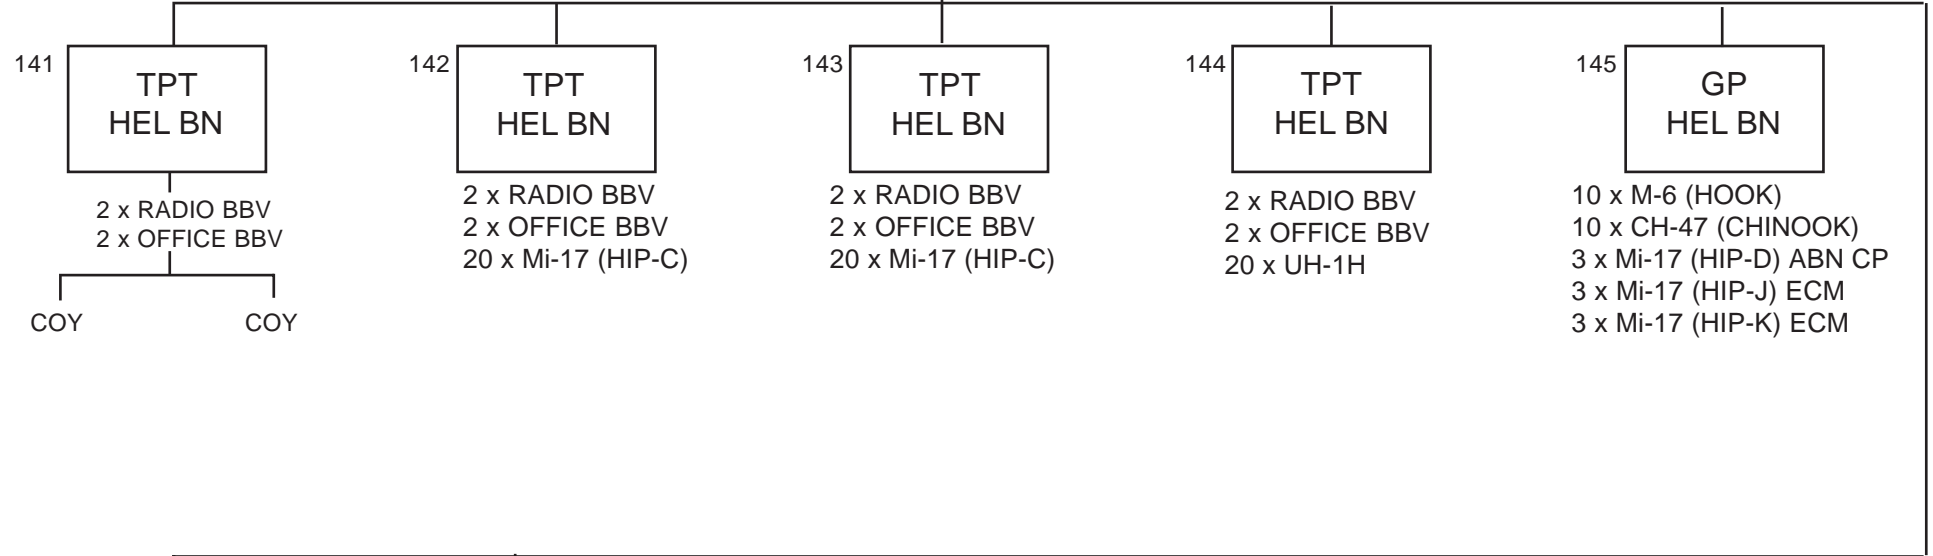 141
TPT
HEL BN
2 x RADIO BBV
2 x OFFICE BBV
COY
COY
142
TPT
HEL BN
2 x RADIO BBV
2 x OFFICE BBV
20 x Mi-17 (HIP-C)
143
TPT
HEL BN
2 x RADIO BBV
2 x OFFICE BBV
20 x Mi-17 (HIP-C)
144
TPT
HEL BN
2 x RADIO BBV
2 x OFFICE BBV
20 x UH-1H
145
GP
HEL BN
10 x M-6 (HOOK)
10 x CH-47 (CHINOOK)
3 x Mi-17 (HIP-D) ABN CP
3 x Mi-17 (HIP-J) ECM
3 x Mi-17 (HIP-K) ECM